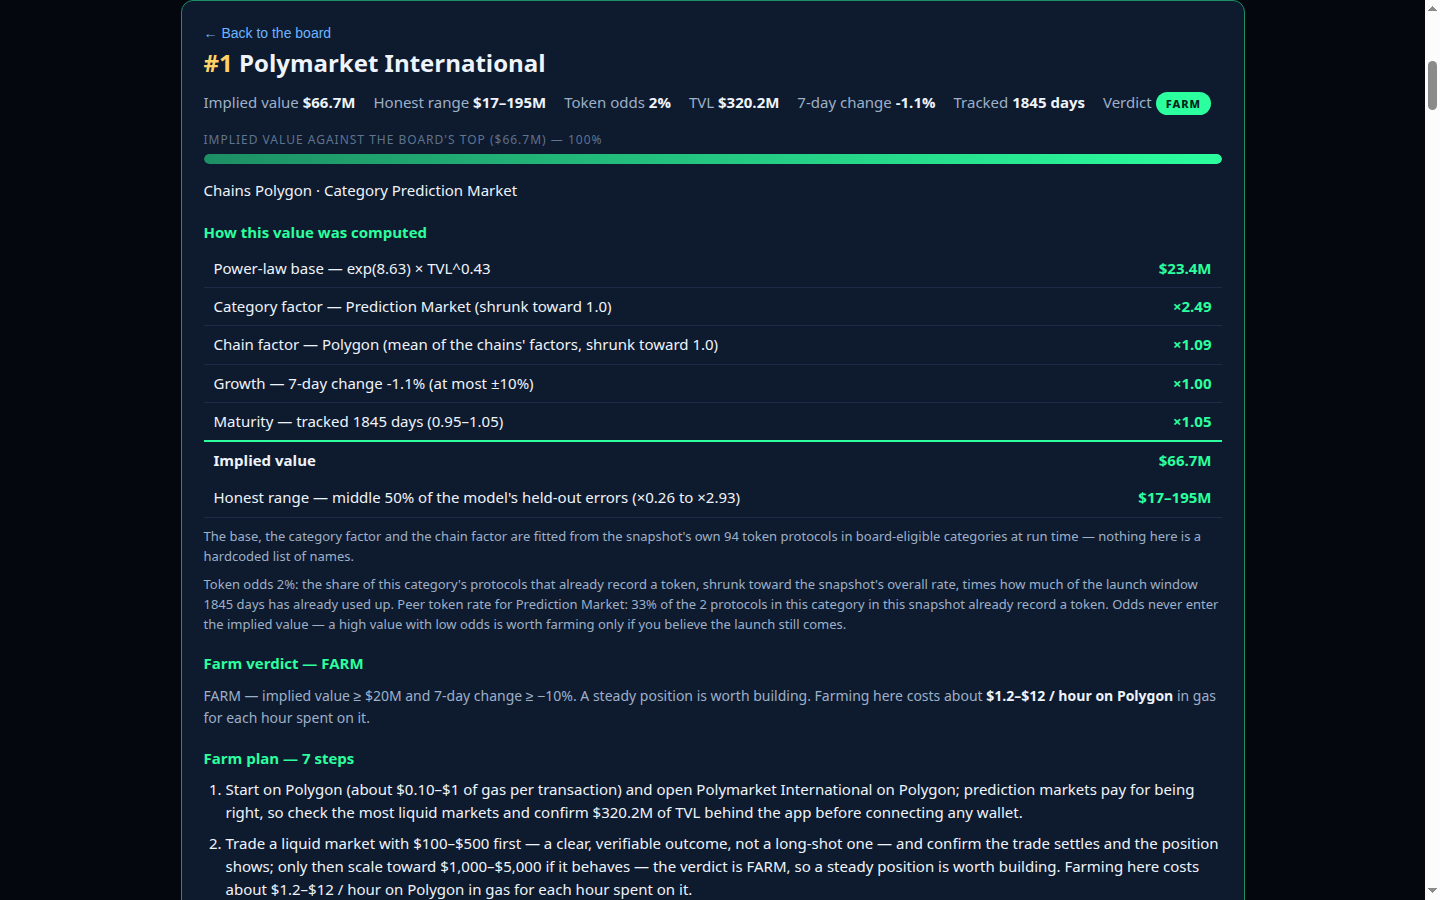 ← Back to the board
#1 Polymarket International
Implied value $66.7M Honest range $17–195M Token odds 2% TVL $320.2M 7-day change -1.1% Tracked 1845 days Verdict FARM
IMPLIED VALUE AGAINST THE BOARD'S TOP ($66.7M) — 100%
Chains Polygon · Category Prediction Market
How this value was computed
Power-law base — exp(8.63) × TVL^0.43 $23.4M
Category factor — Prediction Market (shrunk toward 1.0) ×2.49
Chain factor — Polygon (mean of the chains' factors, shrunk toward 1.0) ×1.09
Growth — 7-day change -1.1% (at most ±10%) ×1.00
Maturity — tracked 1845 days (0.95–1.05) ×1.05
Implied value $66.7M
Honest range — middle 50% of the model's held-out errors (×0.26 to ×2.93) $17–195M
The base, the category factor and the chain factor are fitted from the snapshot's own 94 token protocols in board-eligible categories at run time — nothing here is a
hardcoded list of names.
Token odds 2%: the share of this category's protocols that already record a token, shrunk toward the snapshot's overall rate, times how much of the launch window
1845 days has already used up. Peer token rate for Prediction Market: 33% of the 2 protocols in this category in this snapshot already record a token. Odds never enter
the implied value — a high value with low odds is worth farming only if you believe the launch still comes.
Farm verdict — FARM
FARM — implied value ≥ $20M and 7-day change ≥ −10%. A steady position is worth building. Farming here costs about $1.2–$12 / hour on Polygon in gas
for each hour spent on it.
Farm plan — 7 steps
1. Start on Polygon (about $0.10–$1 of gas per transaction) and open Polymarket International on Polygon; prediction markets pay for being
right, so check the most liquid markets and confirm $320.2M of TVL behind the app before connecting any wallet.
2. Trade a liquid market with $100–$500 first — a clear, verifiable outcome, not a long-shot one — and confirm the trade settles and the position
shows; only then scale toward $1,000–$5,000 if it behaves — the verdict is FARM, so a steady position is worth building. Farming here costs
about $1.2–$12 / hour on Polygon in gas for each hour spent on it.